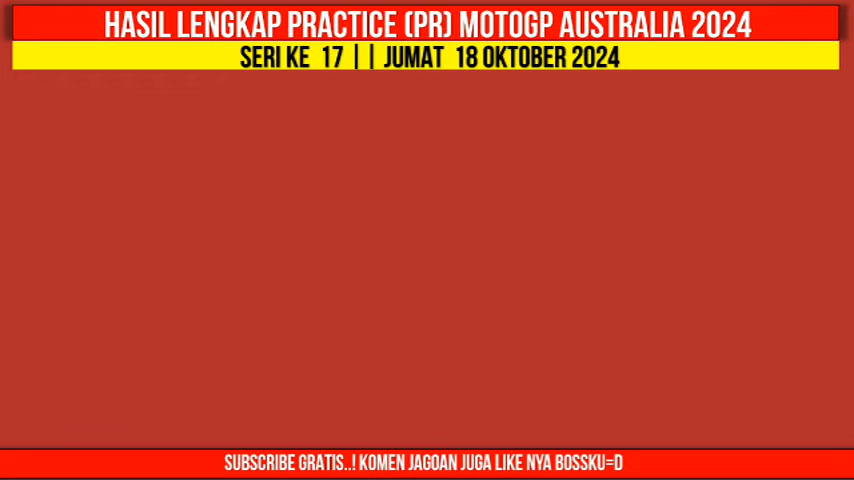 HASIL LENGKAP PRACTICE (PR) MOTOGP AUSTRALIA 2024
SERI KE 17 || JUMAT 18 OKTOBER 2024
SUBSCRIBE GRATIS..! KOMEN JAGOAN JUGA LIKE NYA BOSSKU=D